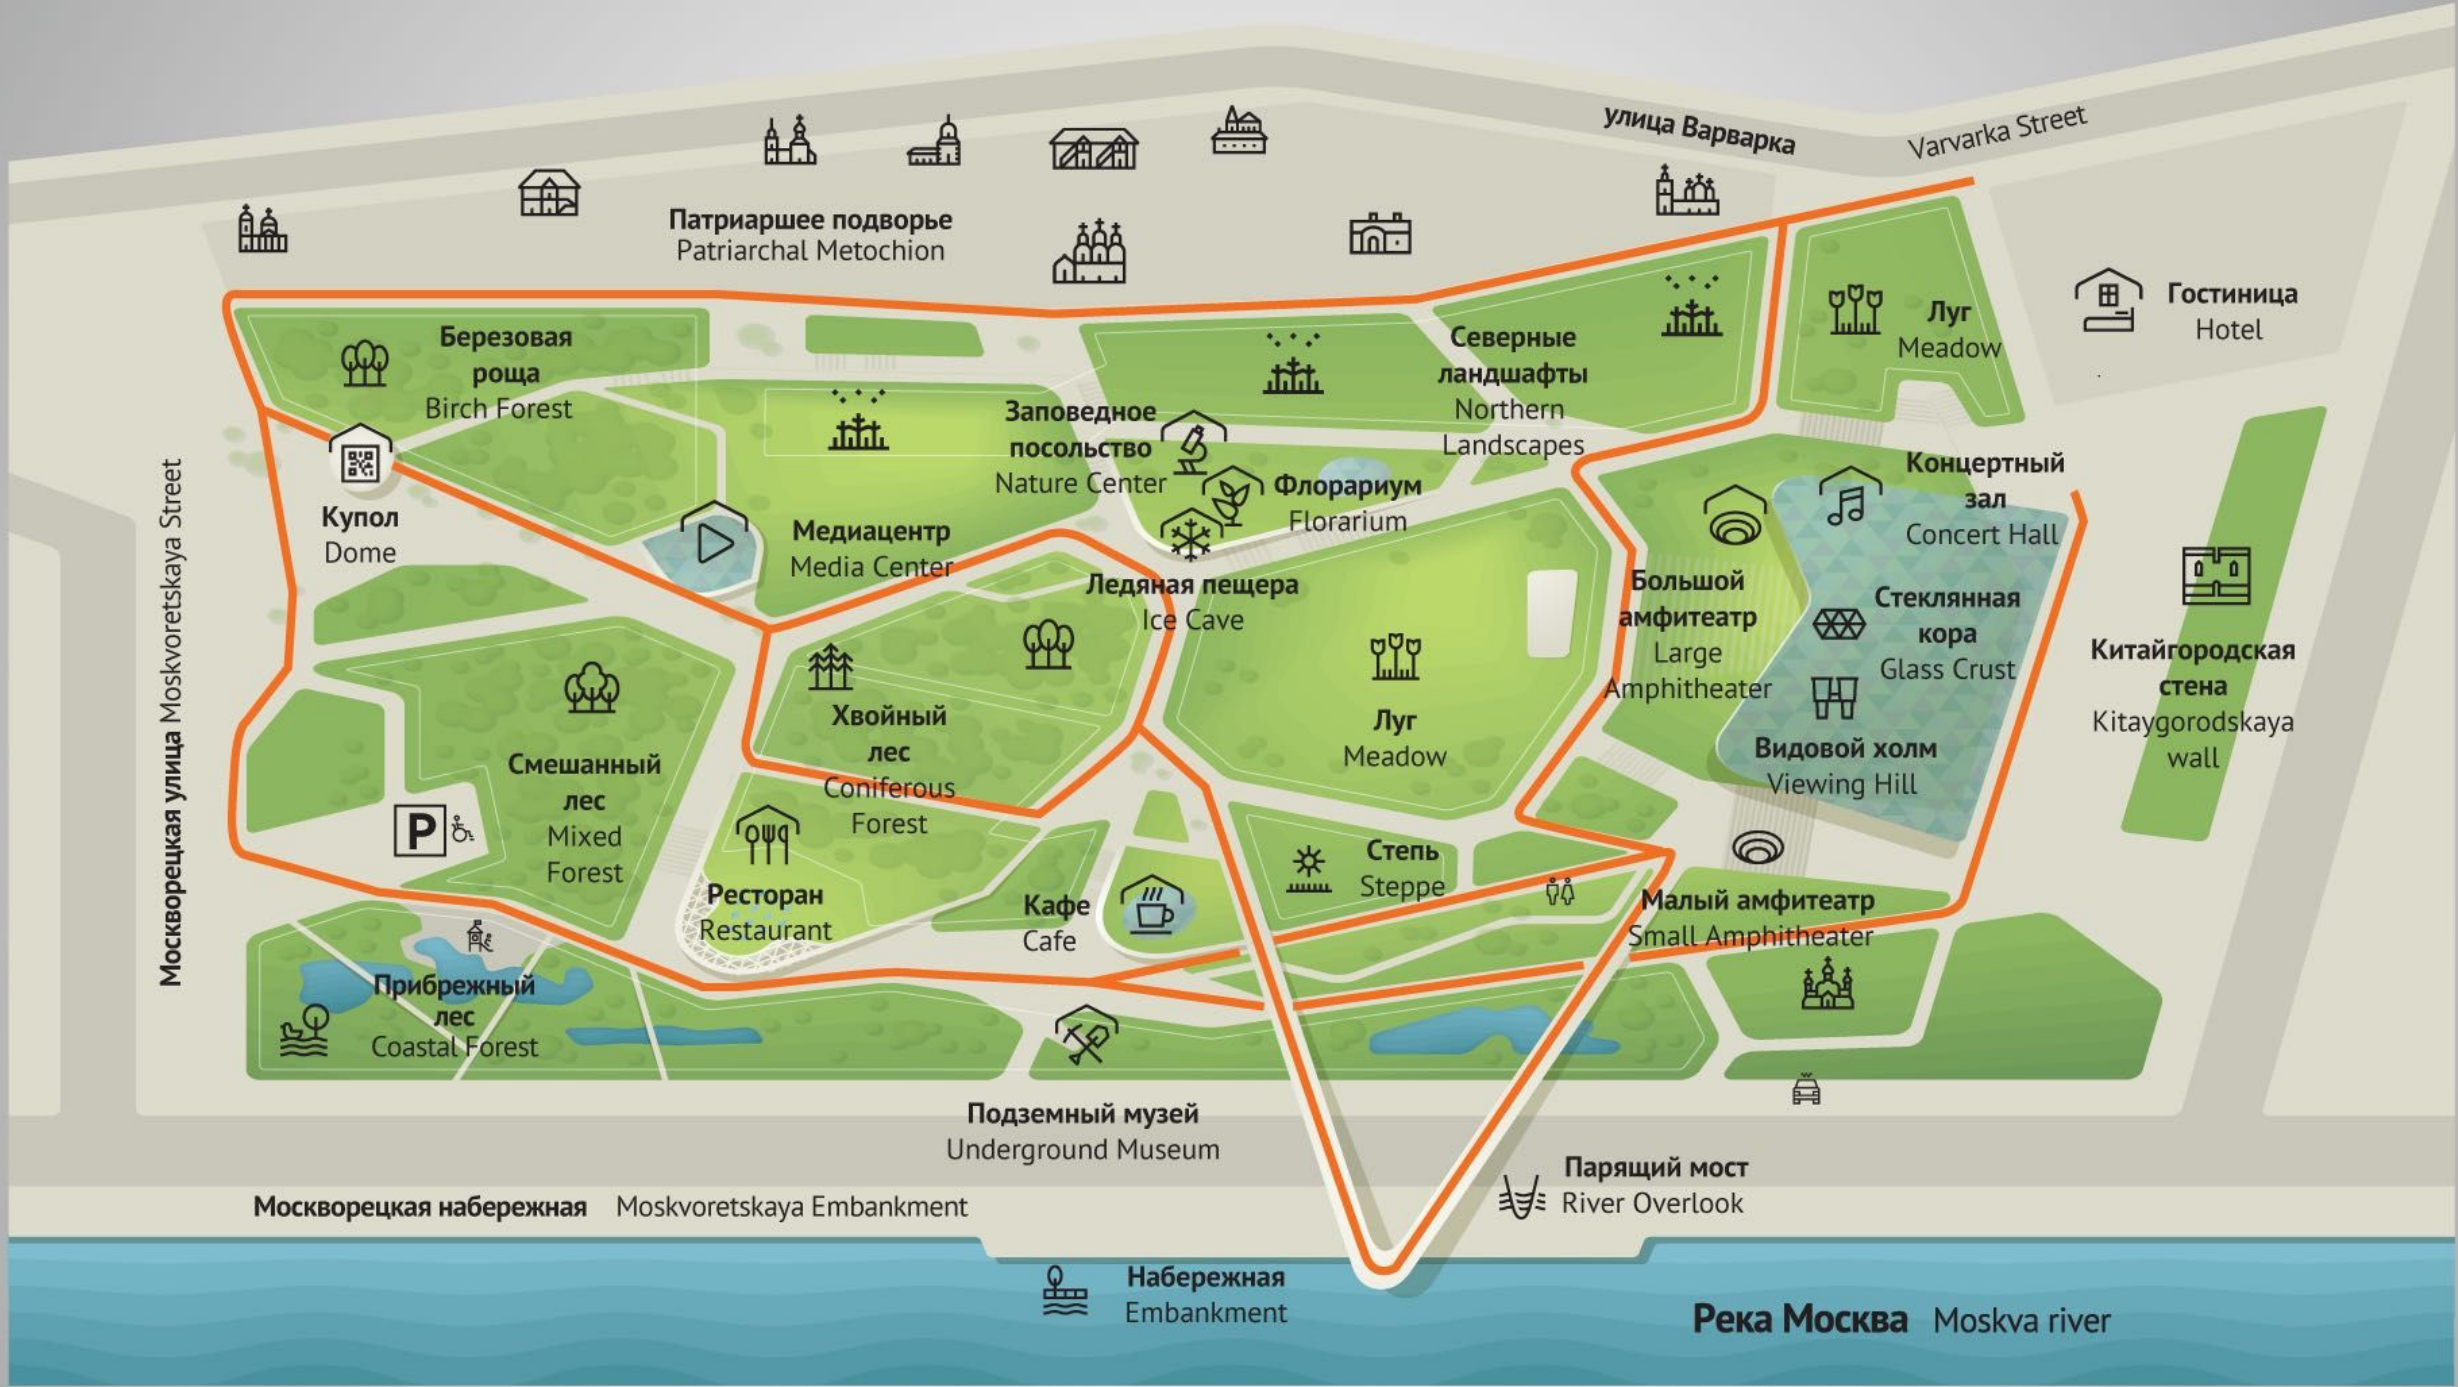 улица Варварка
Varvarka Street
Патриаршее подворье
Patriarchal Metochion
Гостиница
Hotel
Березовая
роща
Birch Forest
Северные
ландшафты
Northern
Landscapes
Луг
Meadow
Заповедное
посольство
Nature Center
Флорариум
Florarium
Концертный
зал
Concert Hall
Купол
Dome
Медиацентр
Media Center
Ледяная пещера
Ice Cave
Большой
амфитеатр
Large
Amphitheater
Стеклянная
кора
Glass Crust
Китайгородская
стена
Kitaygorodskaya
wall
Москворецкая улица Moskvoretskaya Street
Хвойный
лес
Coniferous
Forest
Луг
Meadow
Видовой холм
Viewing Hill
Смешанный
лес
Mixed
Forest
P
Ресторан
Restaurant
Кафе
Cafe
Степь
Steppe
Малый амфитеатр
Small Amphitheater
Прибрежный
лес
Coastal Forest
Подземный музей
Underground Museum
Парящий мост
River Overlook
Москворецкая набережная Moskvoretskaya Embankment
Набережная
Embankment
Река Москва Moskva river